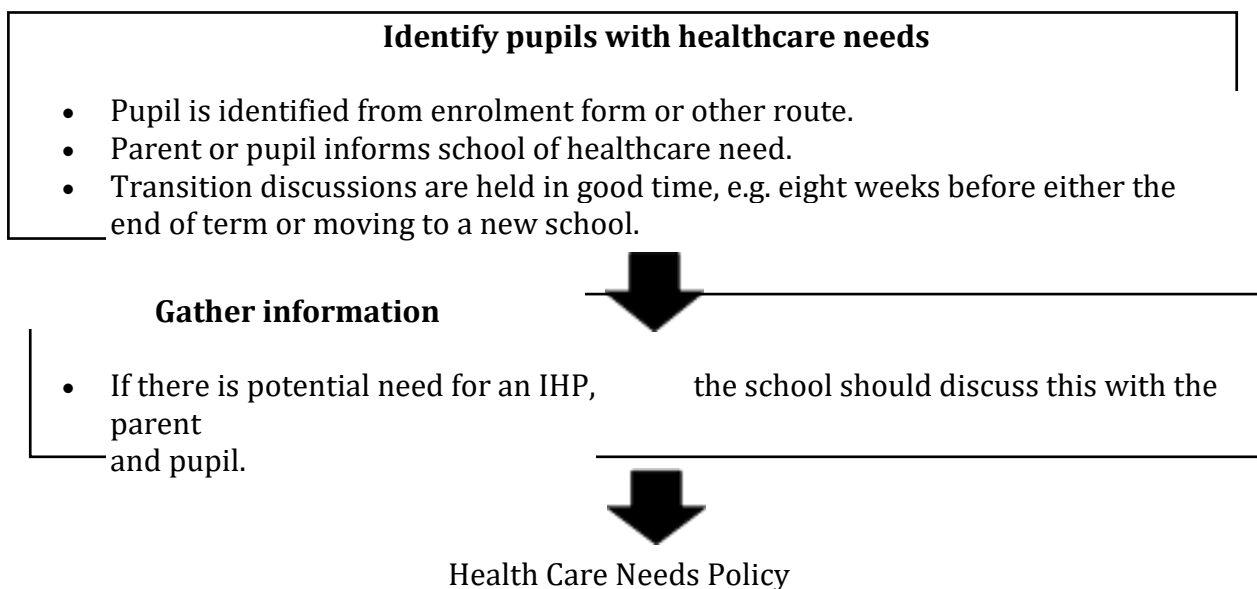 Identify pupils with healthcare needs
• Pupil is identified from enrolment form or other route.
• Parent or pupil informs school of healthcare need.
• Transition discussions are held in good time, e.g. eight weeks before either the
end of term or moving to a new school.
Gather information
• If there is potential need for an IHP, the school should discuss this with the
parent
and pupil.
Health Care Needs Policy